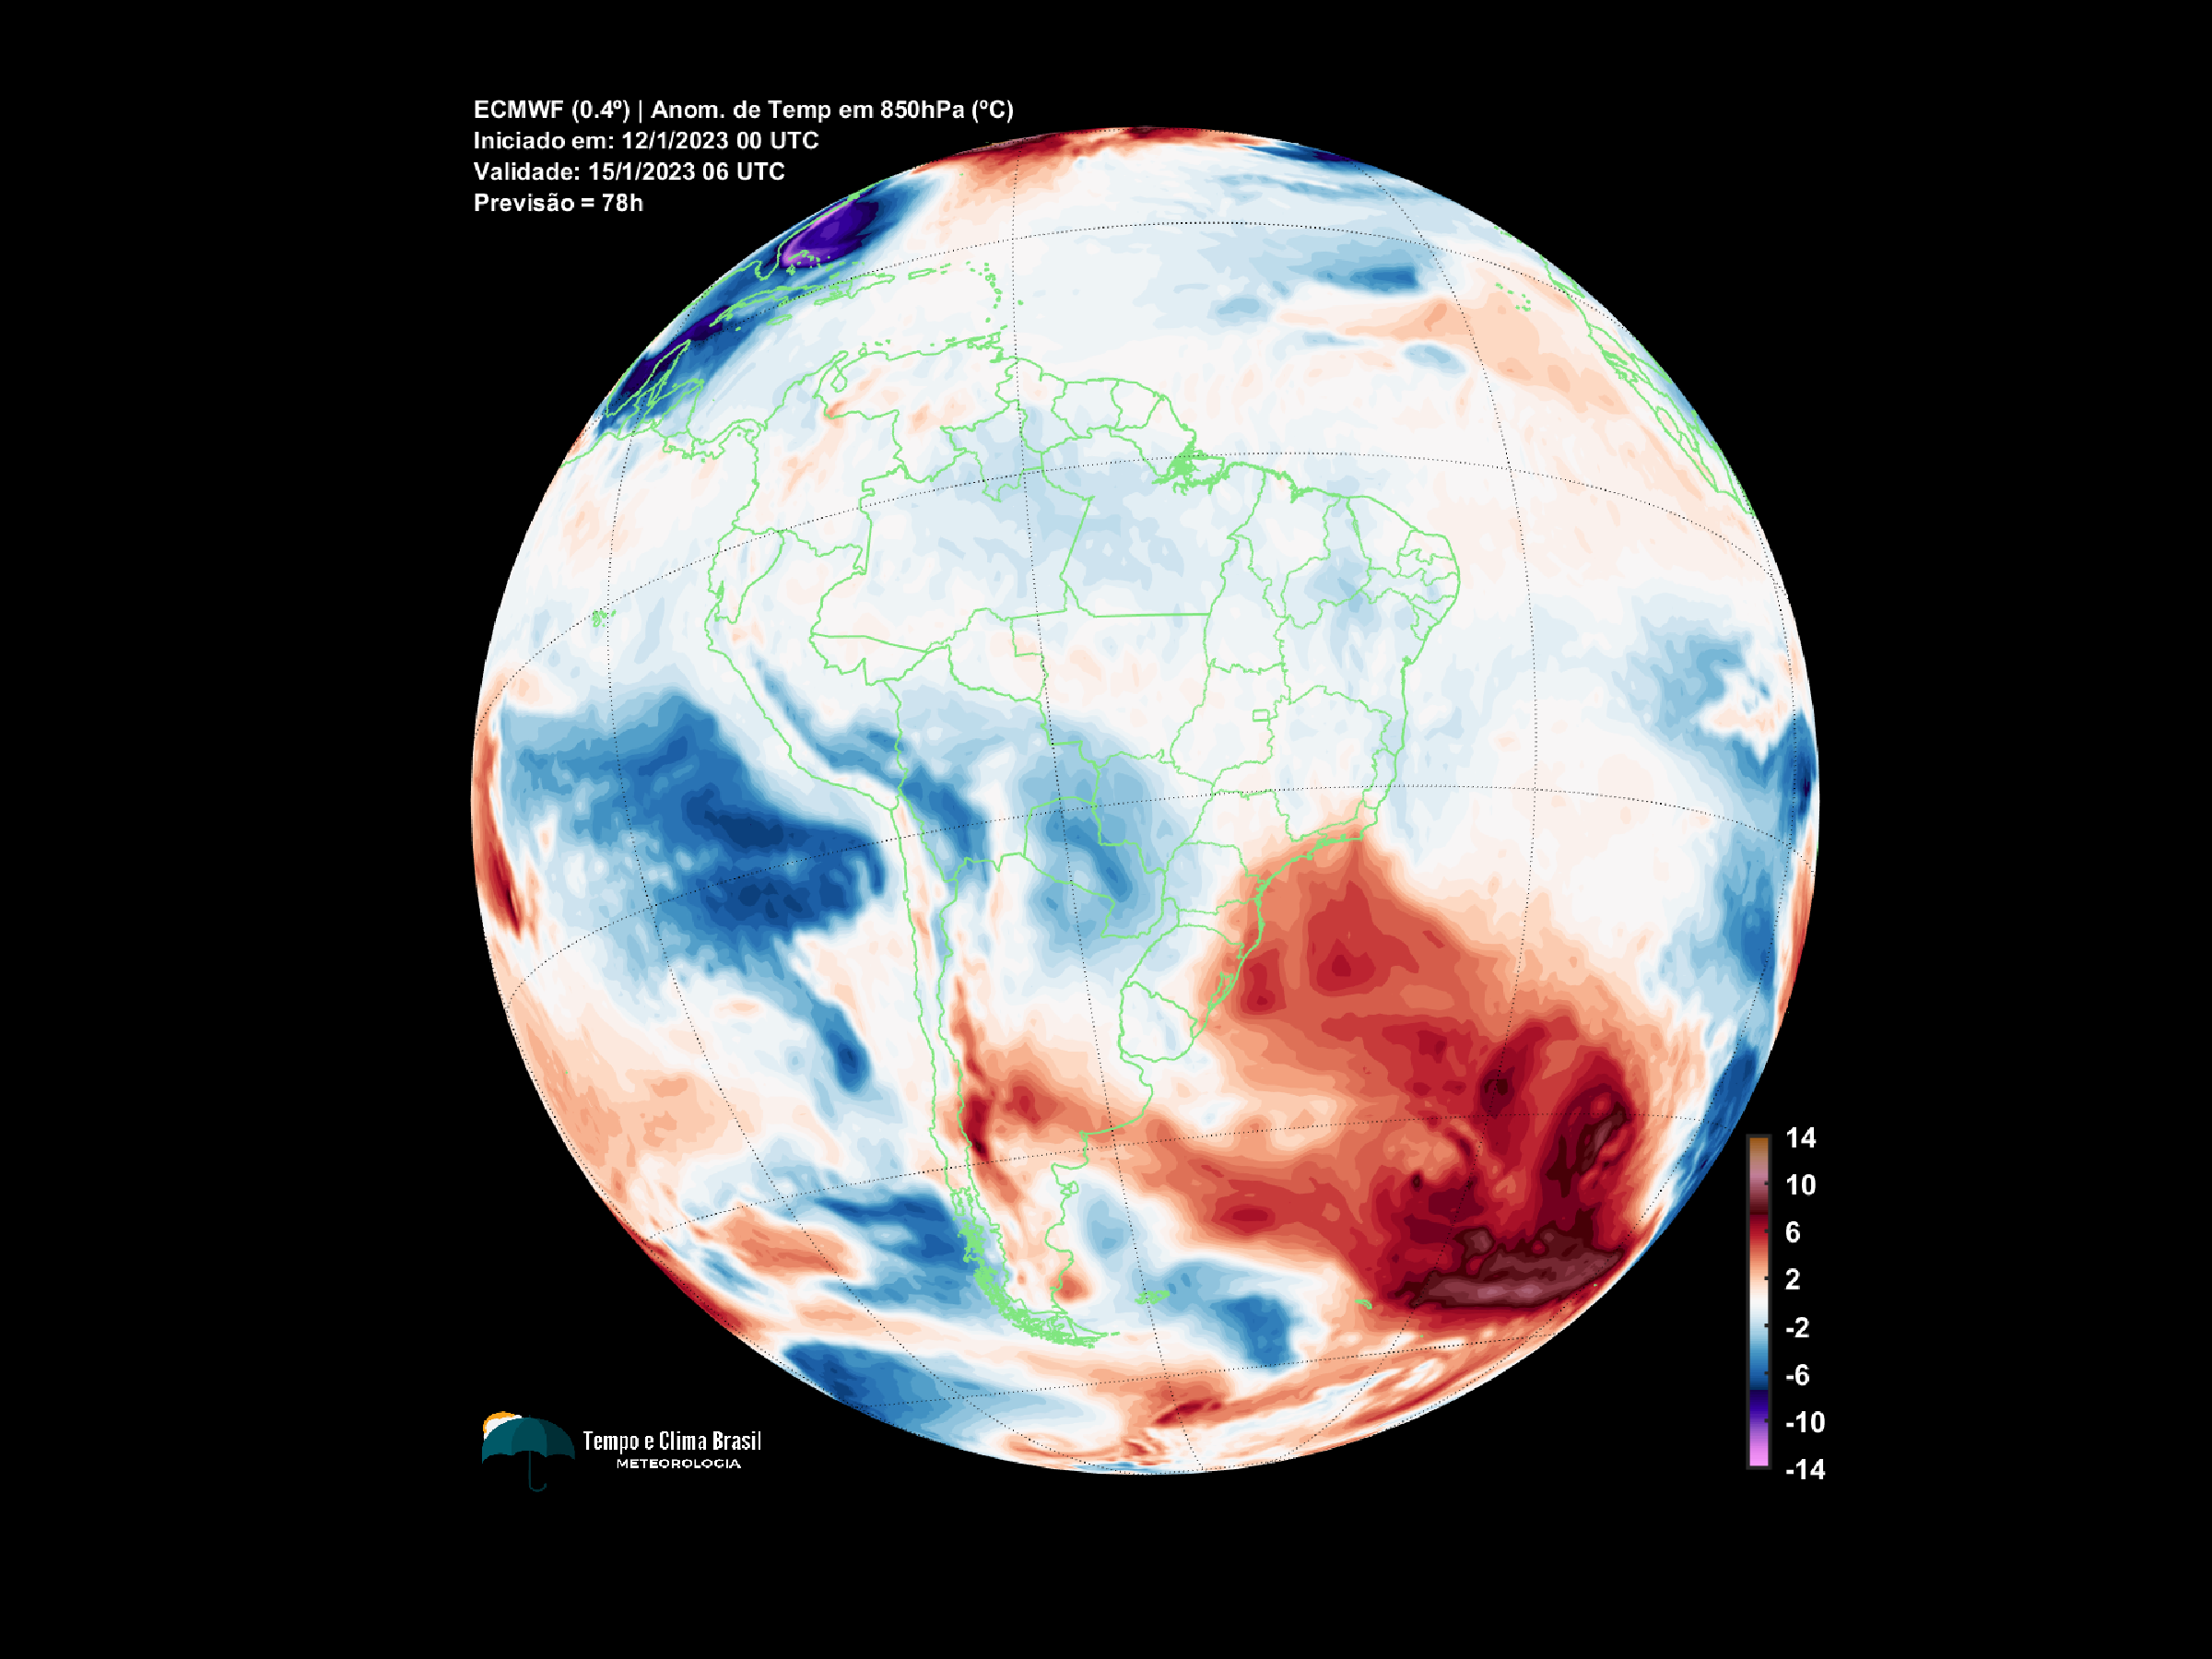 ECMWF (0.4º) | Anom. de Temp em 850hPa (ºC)
Iniciado em: 12/1/2023 00 UTC
Validade: 15/1/2023 06 UTC
Previsão = 78h
14
10
6
2
-2
-6
-10
-14
Tempo e Clima Brasil
METEOROLOGIA